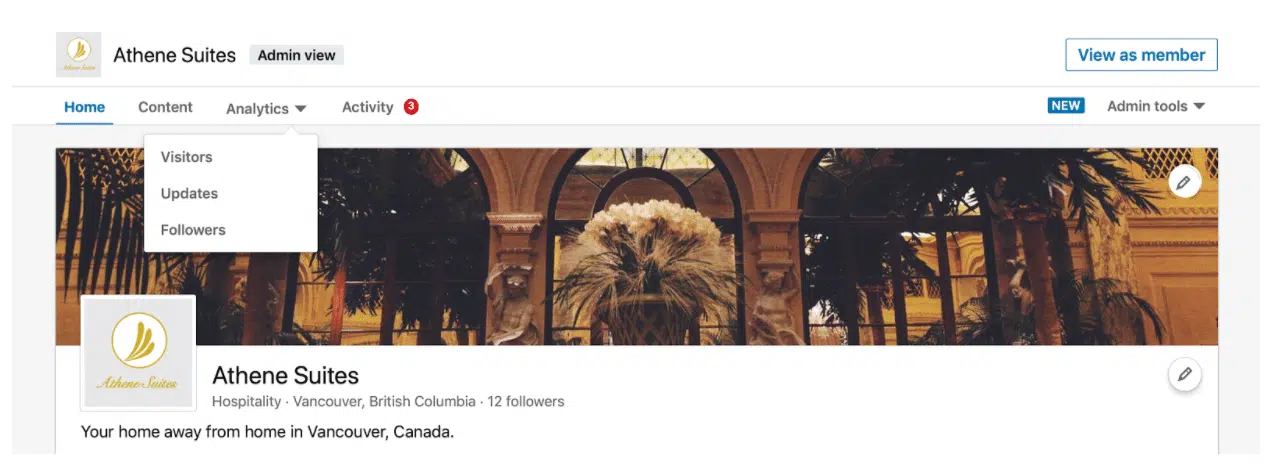 Athene Suites
Athene Suites Admin view
View as member
Home Content Analytics Activity 3
NEW Admin tools
Visitors
Updates
Followers
Athene Suites
Athene Suites
Hospitality · Vancouver, British Columbia · 12 followers
Your home away from home in Vancouver, Canada.